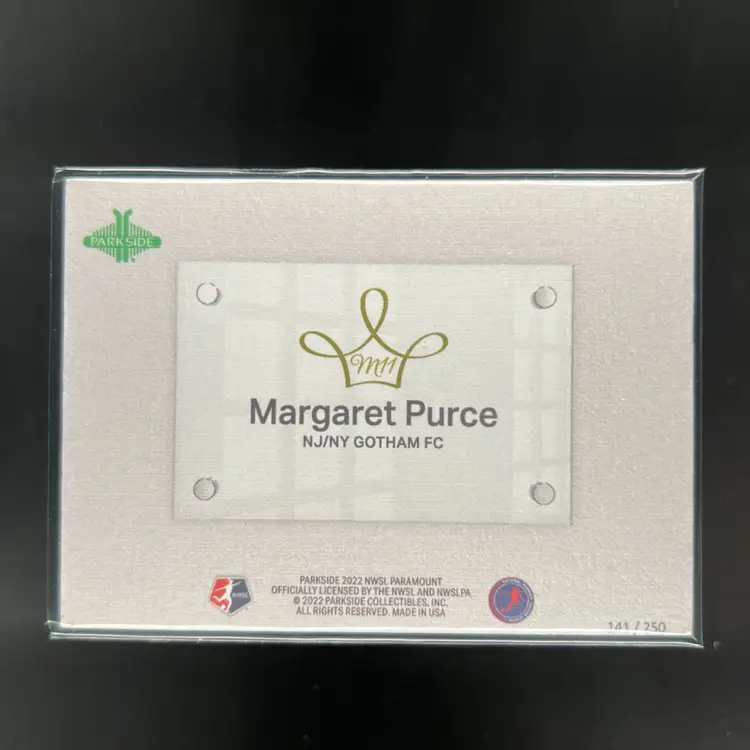 PARKSIDE
M11
Margaret Purce
NJ/NY GOTHAM FC
PARKSIDE 2022 NWSL PARAMOUNT
OFFICIALLY LICENSED BY THE NWSL AND NWSLPA
© 2022 PARKSIDE COLLECTIBLES, INC.
ALL RIGHTS RESERVED. MADE IN USA
141 / 250